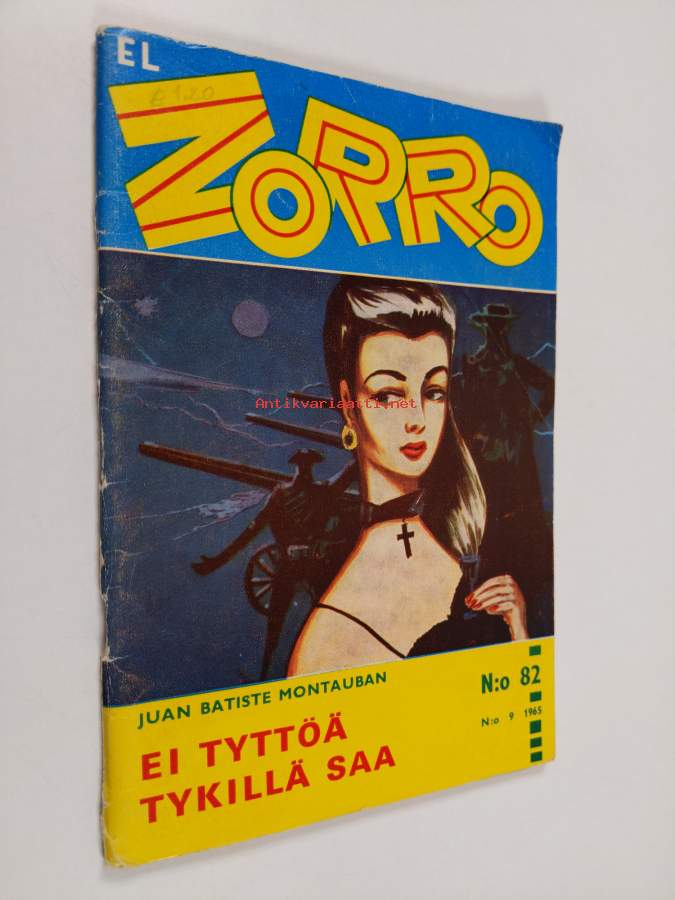 EL
ZORRO
Antikvariaatti.net
JUAN BATISTE MONTAUBAN
N:o 82
N:o 9 1965
EI TYTTÖÄ
TYKILLÄ SAA